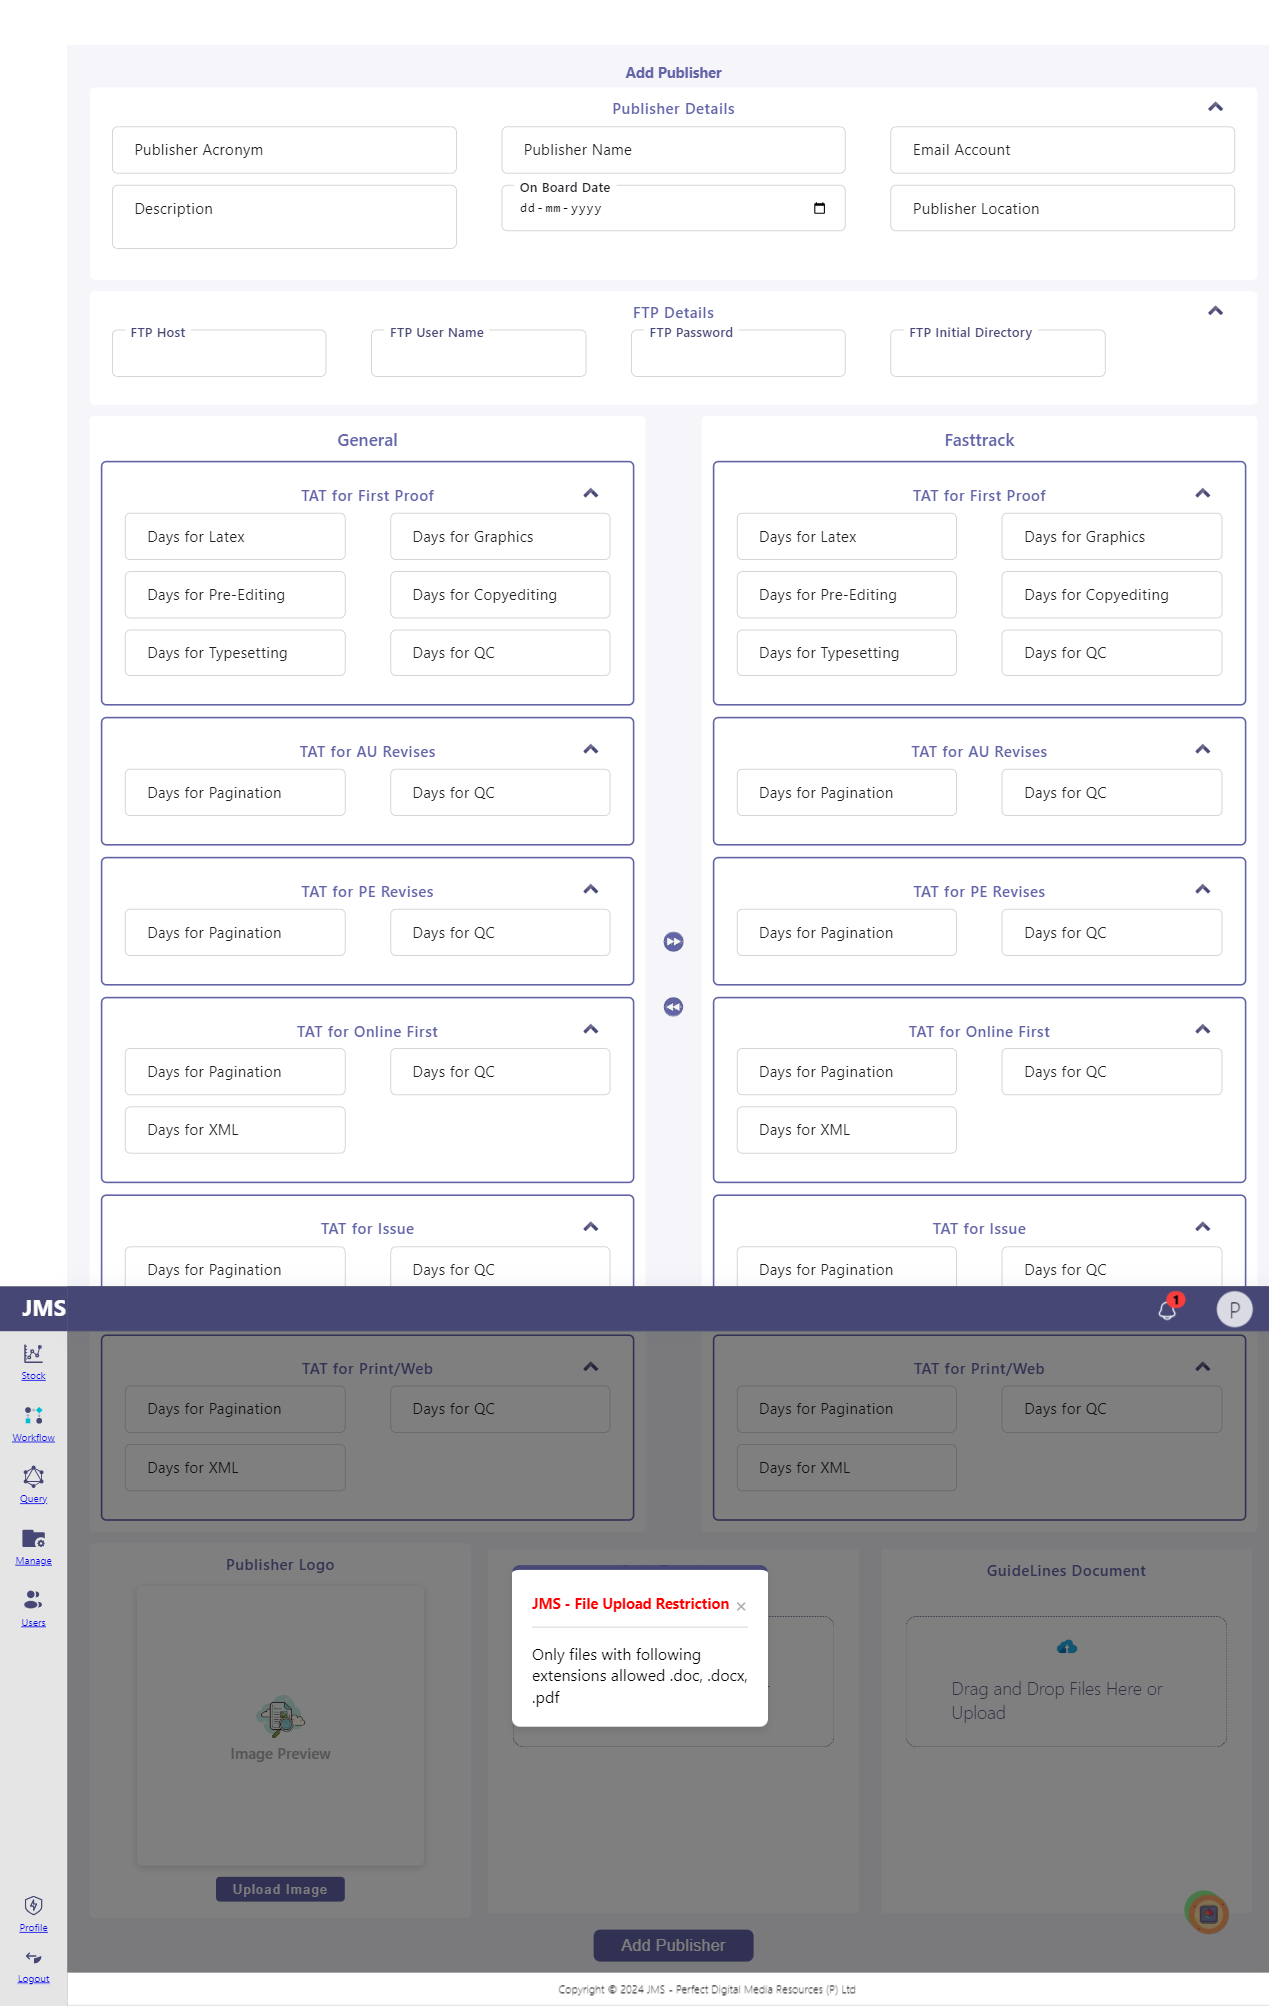 Add Publisher
Publisher Details
Publisher Acronym
Publisher Name
Email Account
Description
On Board Date
dd-mm-yyyy
Publisher Location
FTP Details
FTP Host
FTP User Name
FTP Password
FTP Initial Directory
General
TAT for First Proof
Days for Latex
Days for Graphics
Days for Pre-Editing
Days for Copyediting
Days for Typesetting
Days for QC
TAT for AU Revises
Days for Pagination
Days for QC
TAT for PE Revises
Days for Pagination
Days for QC
TAT for Online First
Days for Pagination
Days for QC
Days for XML
TAT for Issue
Days for Pagination
Days for QC
Fasttrack
TAT for First Proof
Days for Latex
Days for Graphics
Days for Pre-Editing
Days for Copyediting
Days for Typesetting
Days for QC
TAT for AU Revises
Days for Pagination
Days for QC
TAT for PE Revises
Days for Pagination
Days for QC
TAT for Online First
Days for Pagination
Days for QC
Days for XML
TAT for Issue
Days for Pagination
Days for QC
JMS
1
P
Stock
Workflow
Query
Manage
Users
Profile
Logout
TAT for Print/Web
Days for Pagination
Days for QC
Days for XML
TAT for Print/Web
Days for Pagination
Days for QC
Days for XML
Publisher Logo
Image Preview
Upload Image
JMS - File Upload Restriction ×
Only files with following
extensions allowed .doc, .docx,
.pdf
GuideLines Document
Drag and Drop Files Here or
Upload
Add Publisher
Copyright © 2024 JMS - Perfect Digital Media Resources (P) Ltd